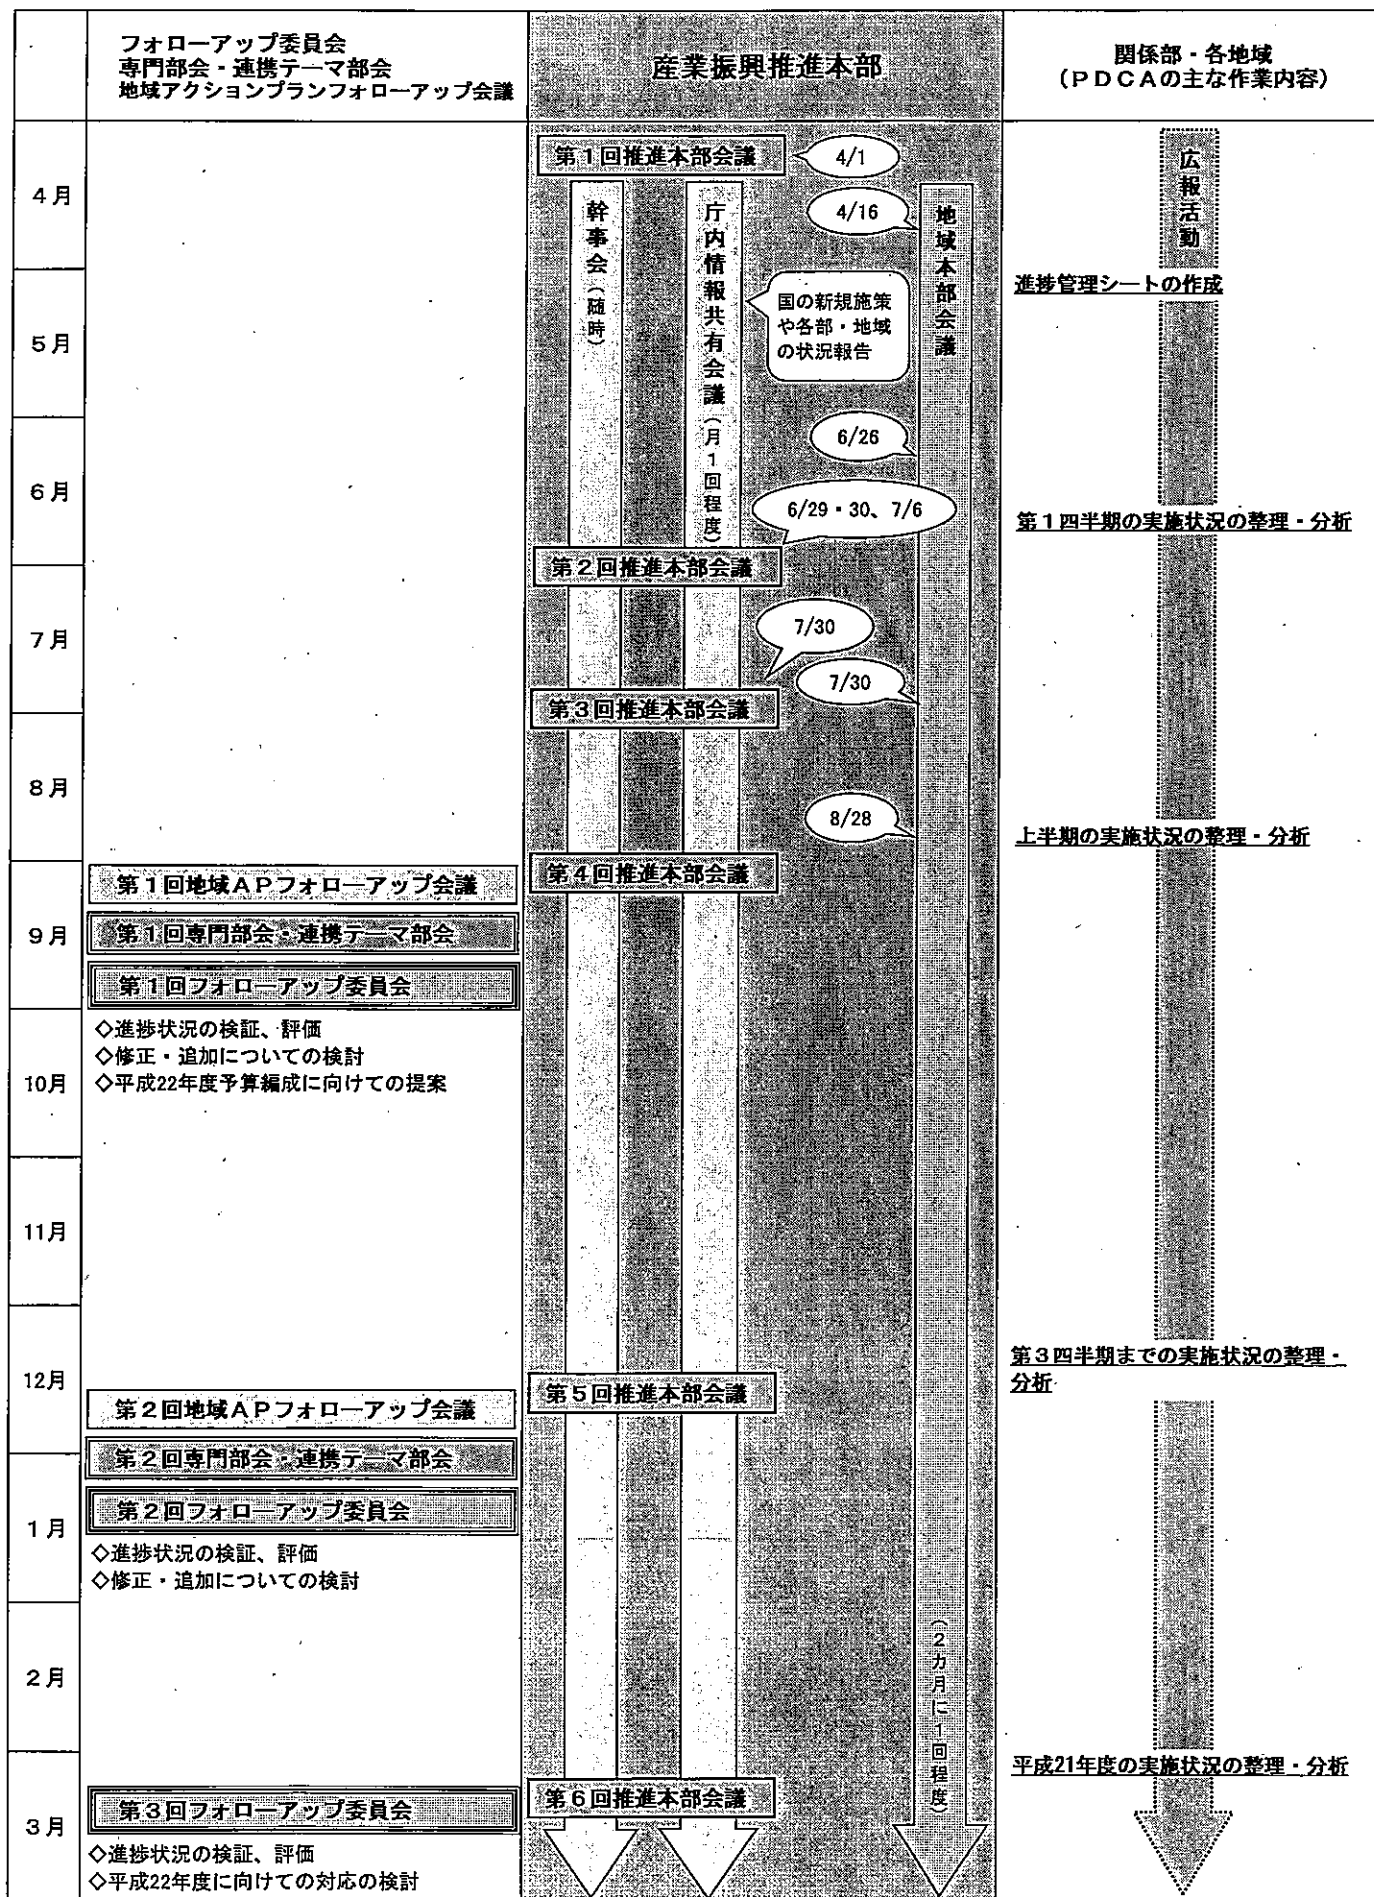 フォローアップ委員会
専門部会・連携テーマ部会
地域アクションプランフォローアップ会議
産業振興推進本部
関係部・各地域
(PDCAの主な作業内容)
4月
5月
6月
7月
8月
9月
10月
11月
12月
1月
2月
3月
第1回地域APフォローアップ会議
第1回専門部会・連携テーマ部会
第1回フォローアップ委員会
◇進捗状況の検証、評価
◇修正・追加についての検討
◇平成22年度予算編成に向けての提案
第2回地域APフォローアップ会議
第2回専門部会・連携テーマ部会
第2回フォローアップ委員会
◇進捗状況の検証、評価
◇修正・追加についての検討
第3回フォローアップ委員会
◇進捗状況の検証、評価
◇平成22年度に向けての対応の検討
第1回推進本部会議
4/1
幹事会(随時)
庁内情報共有会議(月1回程度)
4/16
地域本部会議
国の新規施策
や各部・地域
の状況報告
6/26
6/29・30、7/6
第2回推進本部会議
7/30
7/30
第3回推進本部会議
8/28
第4回推進本部会議
第5回推進本部会議
(2カ月に1回程度)
第6回推進本部会議
広報活動
進捗管理シートの作成
第1四半期の実施状況の整理・分析
上半期の実施状況の整理・分析
第3四半期までの実施状況の整理・
分析
平成21年度の実施状況の整理・分析